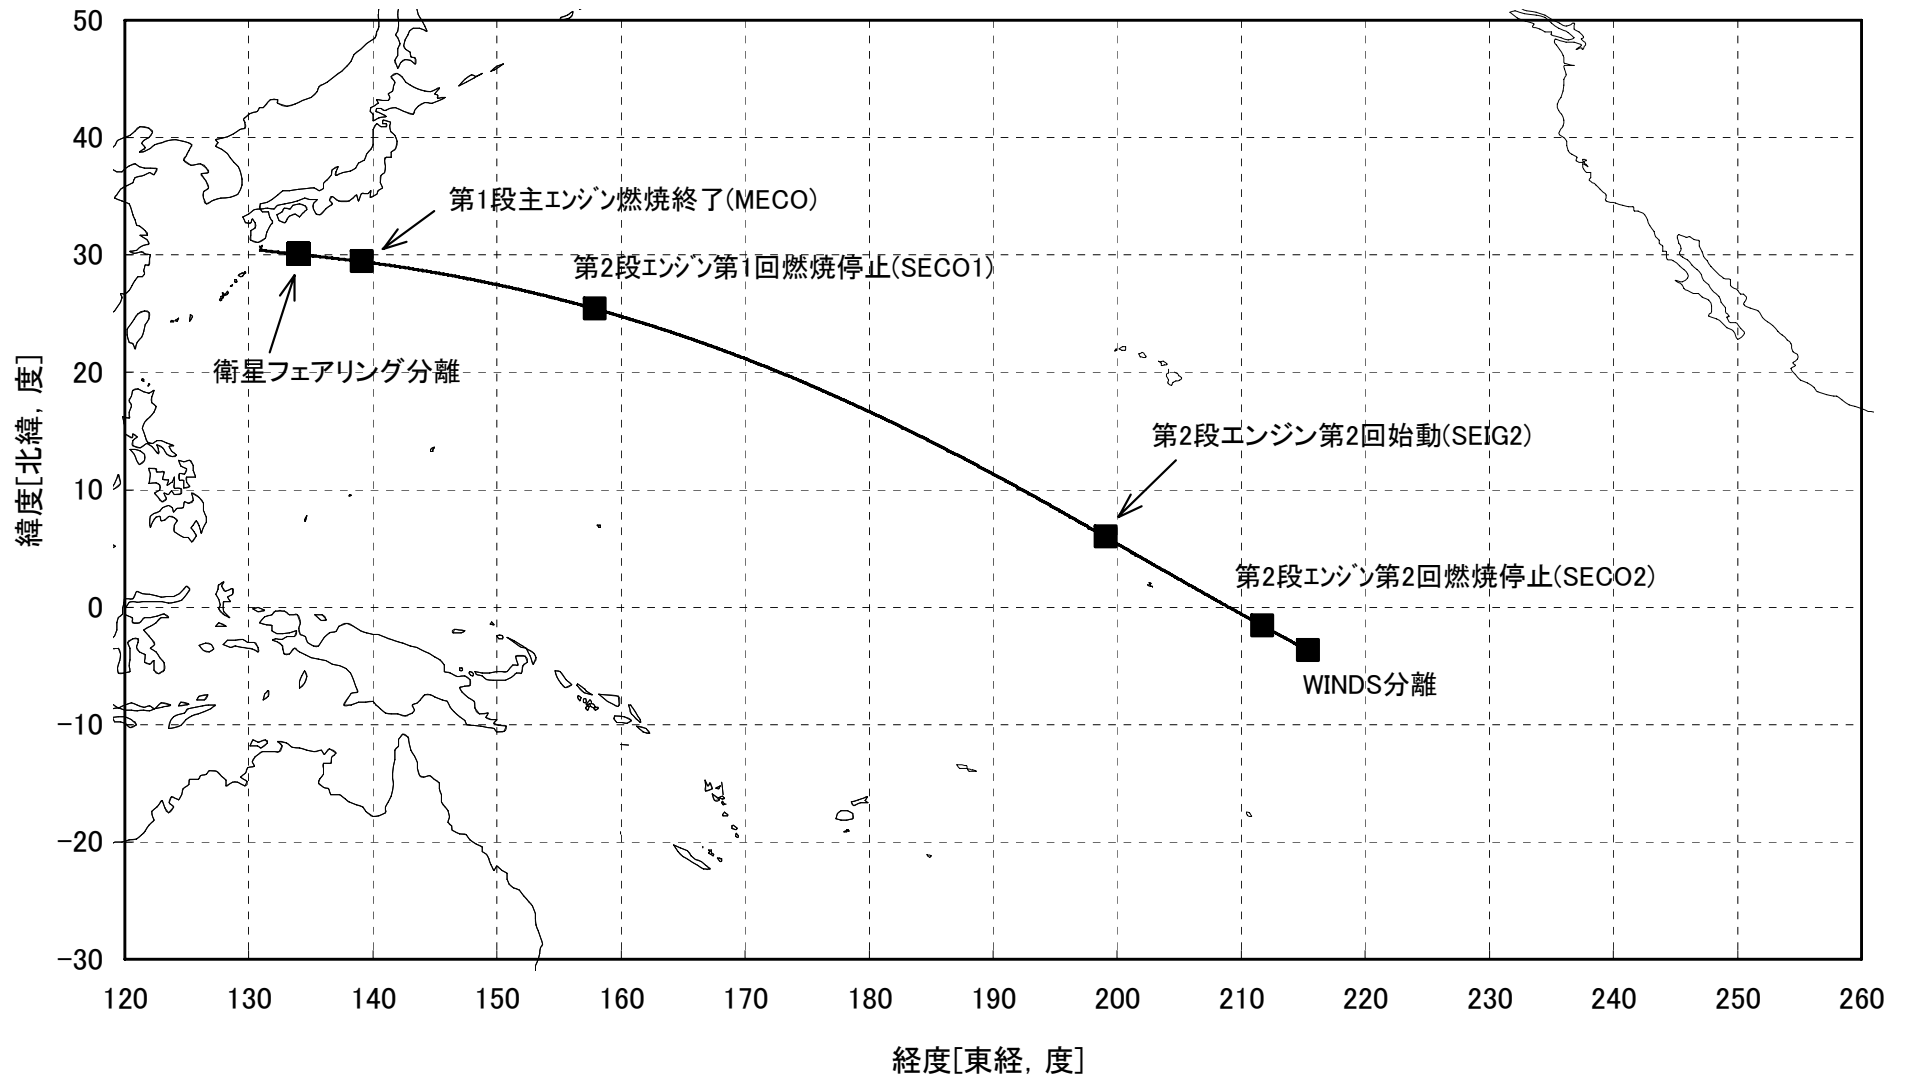 50
40
30
20
10
0
-10
-20
-30
緯度[北緯, 度]
第1段主ｴﾝｼﾞﾝ燃焼終了(MECO)
第2段ｴﾝｼﾞﾝ第1回燃焼停止(SECO1)
衛星フェアリング分離
第2段エンジン第2回始動(SEIG2)
第2段ｴﾝｼﾞﾝ第2回燃焼停止(SECO2)
WINDS分離
120 130 140 150 160 170 180 190 200 210 220 230 240 250 260
経度[東経, 度]